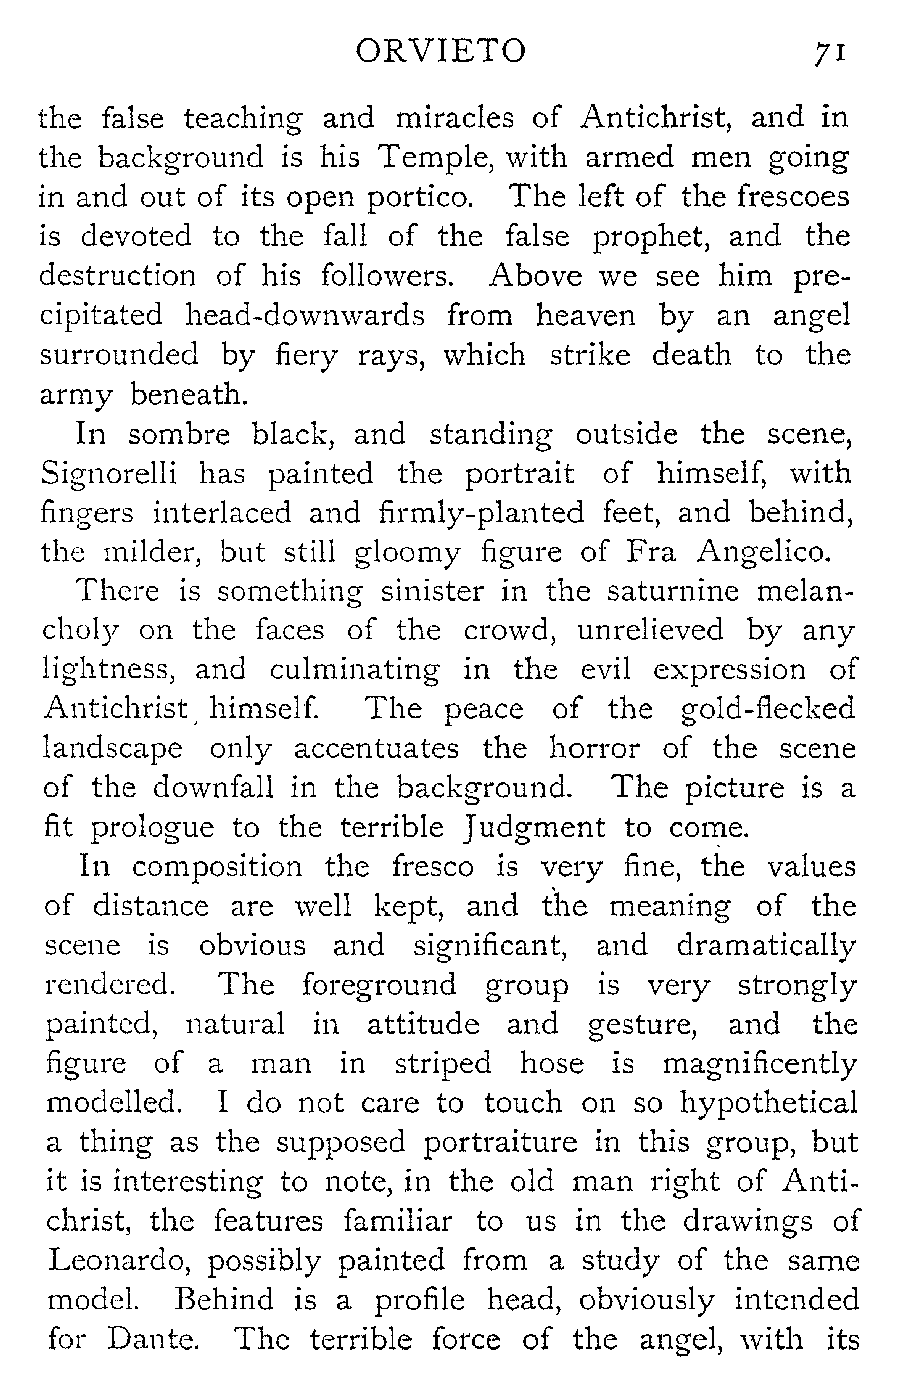 ORVIETO 71
the false teaching and miracles of Antichrist, and in
the background is his Temple, with armed men going
in and out of its open portico. The left of the frescoes
is devoted to the fall of the false prophet, and the
destruction of his followers. Above we see him pre-
cipitated head-downwards from heaven by an angel
surrounded by fiery rays, which strike death to the
army beneath.
In sombre black, and standing outside the scene,
Signorelli has painted the portrait of himself, with
fingers interlaced and firmly-planted feet, and behind,
the milder, but still gloomy figure of Fra Angelico.
There is something sinister in the saturnine melan-
choly on the faces of the crowd, unrelieved by any
lightness, and culminating in the evil expression of
Antichrist himself. The peace of the gold-flecked
landscape only accentuates the horror of the scene
of the downfall in the background. The picture is a
fit prologue to the terrible Judgment to come.
In composition the fresco is very fine, the values
of distance are well kept, and the meaning of the
scene is obvious and significant, and dramatically
rendered. The foreground group is very strongly
painted, natural in attitude and gesture, and the
figure of a man in striped hose is magnificently
modelled. I do not care to touch on so hypothetical
a thing as the supposed portraiture in this group, but
it is interesting to note, in the old man right of Anti-
christ, the features familiar to us in the drawings of
Leonardo, possibly painted from a study of the same
model. Behind is a profile head, obviously intended
for Dante. The terrible force of the angel, with its